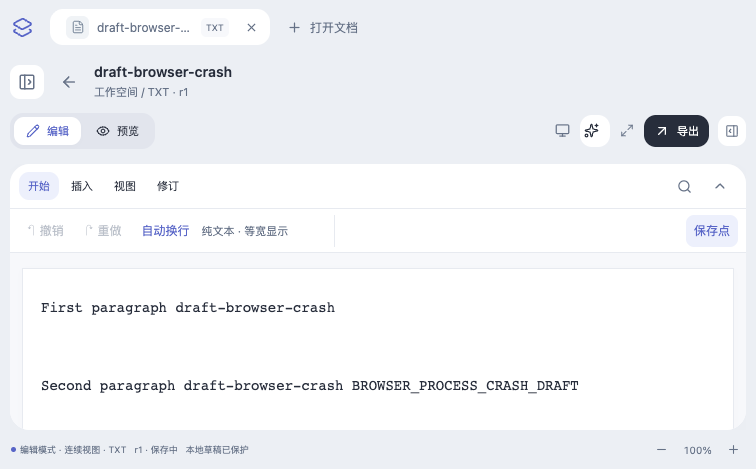 draft-browser-... TXT 打开文档
draft-browser-crash
工作空间 / TXT · r1
编辑 预览 导出
开始 插入 视图 修订
撤销 重做 自动换行 纯文本 · 等宽显示 保存点
First paragraph draft-browser-crash
Second paragraph draft-browser-crash BROWSER_PROCESS_CRASH_DRAFT
编辑模式 · 连续视图 · TXT r1 · 保存中 本地草稿已保护 100%